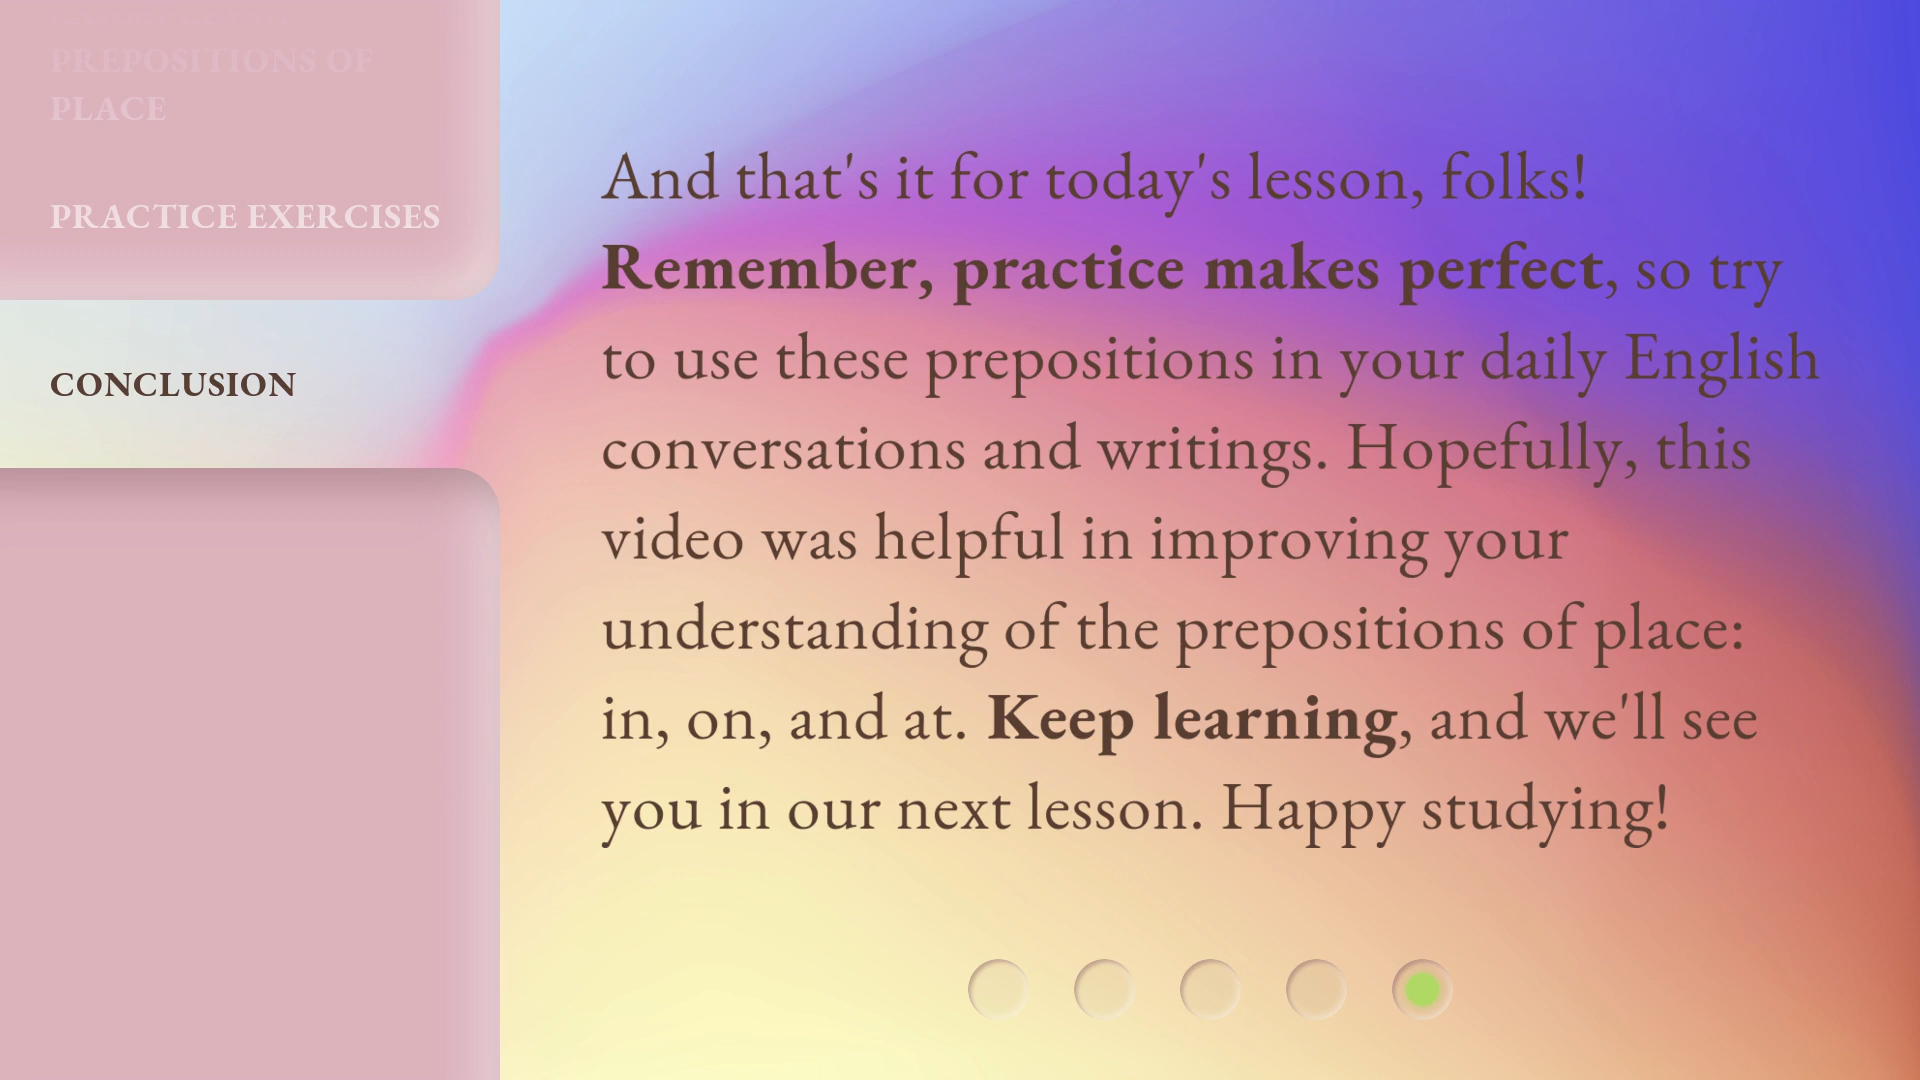 PREPOSITIONS OF
PLACE
PRACTICE EXERCISES
CONCLUSION
And that's it for today's lesson, folks!
Remember, practice makes perfect, so try
to use these prepositions in your daily English
conversations and writings. Hopefully, this
video was helpful in improving your
understanding of the prepositions of place:
in, on, and at. Keep learning, and we'll see
you in our next lesson. Happy studying!